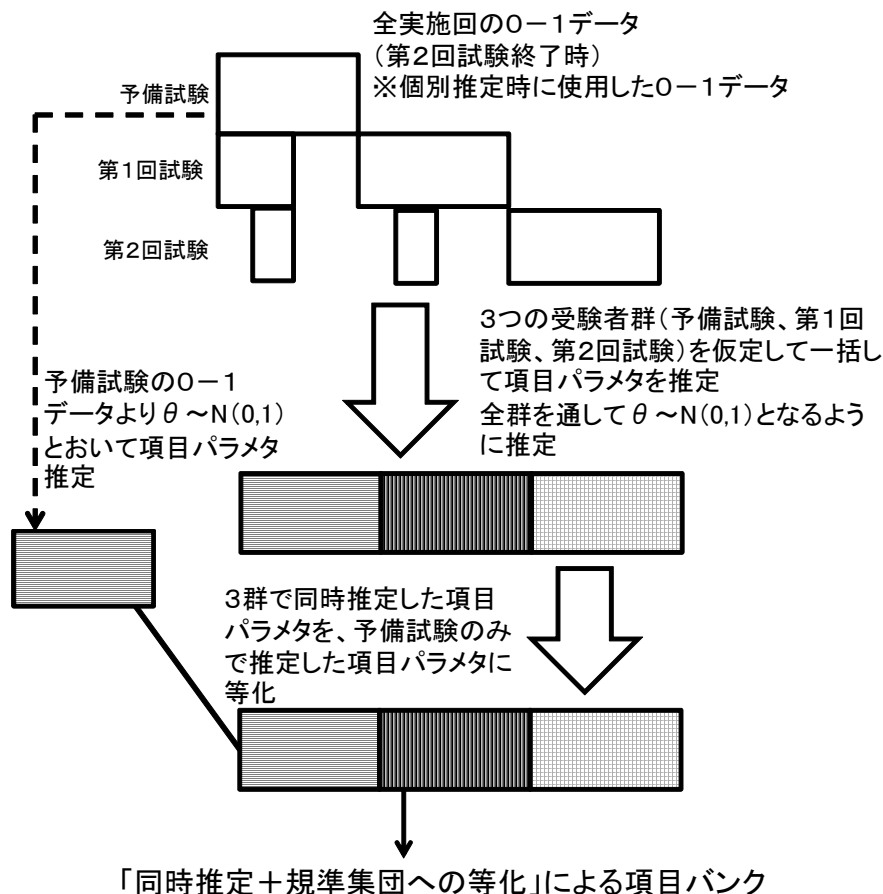 全実施回の0－1データ
（第2回試験終了時）
※個別推定時に使用した0－1データ
予備試験
第1回試験
第2回試験
3つの受験者群（予備試験、第1回
試験、第2回試験）を仮定して一括し
て項目パラメタを推定
全群を通してθ～N(0,1)となるよう
に推定
予備試験の0－1
データよりθ～N(0,1)
とおいて項目パラメタ
推定
3群で同時推定した項目
パラメタを、予備試験のみ
で推定した項目パラメタに
等化
「同時推定＋規準集団への等化」による項目バンク